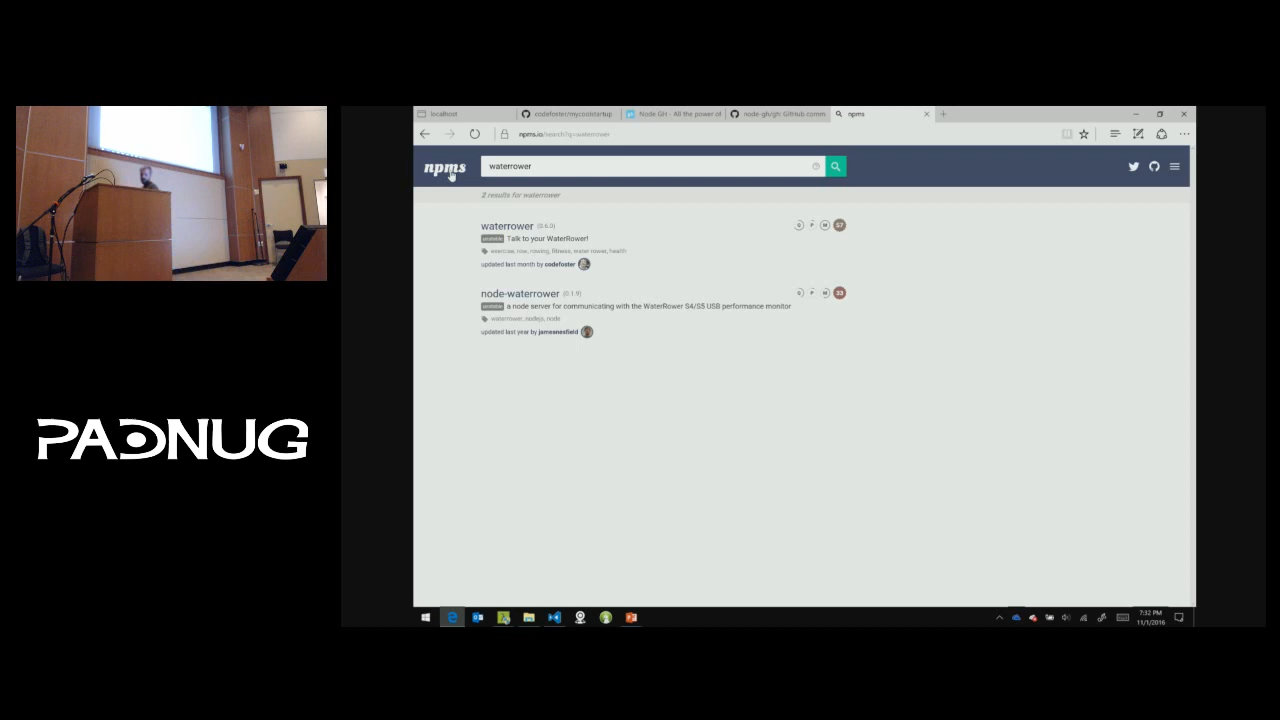 localhost
codefoster/mycoolstartup
Node GH - All the power of
node-gh/gh: GitHub comm
npms
npms.io/search?q=waterrower
npms
waterrower
2 results for waterrower
waterrower (0.6.0)
57
unstable Talk to your WaterRower!
exercise, row, rowing, fitness, water rower, health
updated last month by codefoster
node-waterrower (0.1.9)
33
unstable a node server for communicating with the WaterRower S4/S5 USB performance monitor
waterrower, nodejs, node
updated last year by jamesnesfield
PADNUG
7:32 PM
11/1/2016